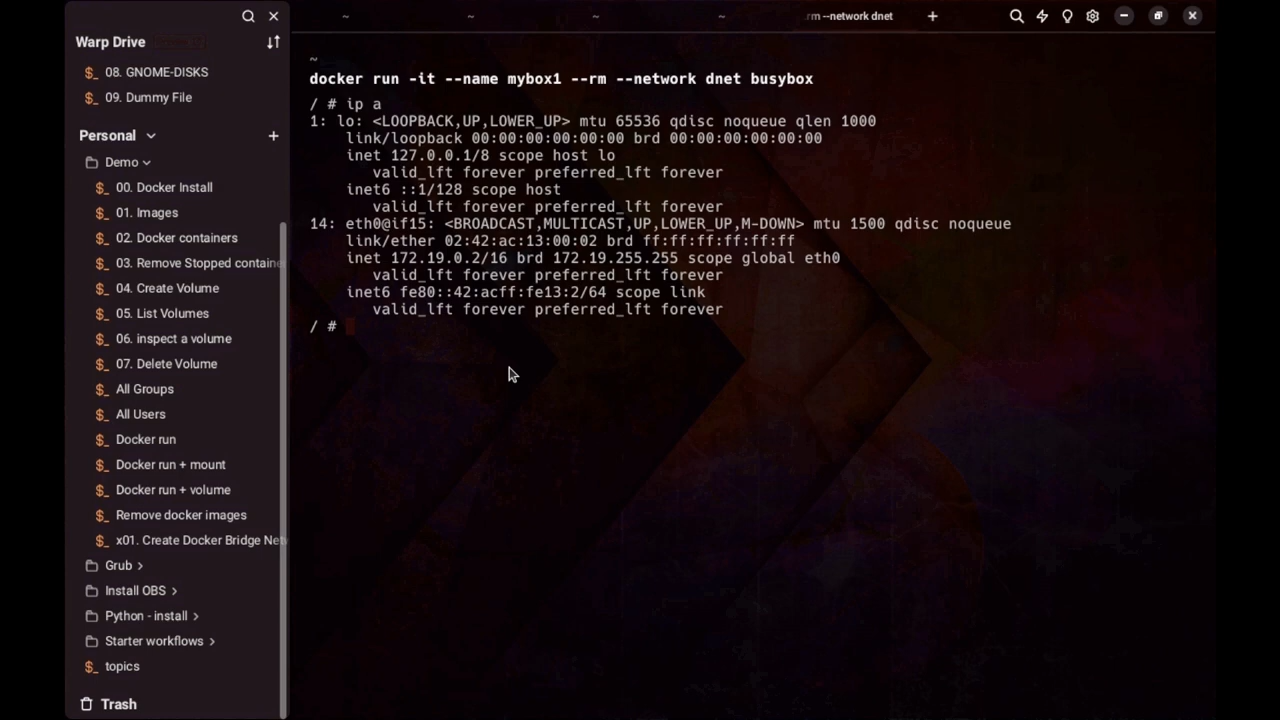 ~
~
~
~
rm --network dnet
+
Warp Drive
$_ 08. GNOME-DISKS
$_ 09. Dummy File
Personal
+
Demo
$_ 00. Docker Install
$_ 01. Images
$_ 02. Docker containers
$_ 03. Remove Stopped containe
$_ 04. Create Volume
$_ 05. List Volumes
$_ 06. inspect a volume
$_ 07. Delete Volume
$_ All Groups
$_ All Users
$_ Docker run
$_ Docker run + mount
$_ Docker run + volume
$_ Remove docker images
$_ x01. Create Docker Bridge Net
Grub >
Install OBS >
Python - install >
Starter workflows >
$_ topics
Trash
~
docker run -it --name mybox1 --rm --network dnet busybox
/ # ip a
1: lo: <LOOPBACK,UP,LOWER_UP> mtu 65536 qdisc noqueue qlen 1000
    link/loopback 00:00:00:00:00:00 brd 00:00:00:00:00:00
    inet 127.0.0.1/8 scope host lo
       valid_lft forever preferred_lft forever
    inet6 ::1/128 scope host
       valid_lft forever preferred_lft forever
14: eth0@if15: <BROADCAST,MULTICAST,UP,LOWER_UP,M-DOWN> mtu 1500 qdisc noqueue
    link/ether 02:42:ac:13:00:02 brd ff:ff:ff:ff:ff:ff
    inet 172.19.0.2/16 brd 172.19.255.255 scope global eth0
       valid_lft forever preferred_lft forever
    inet6 fe80::42:acff:fe13:2/64 scope link
       valid_lft forever preferred_lft forever
/ #